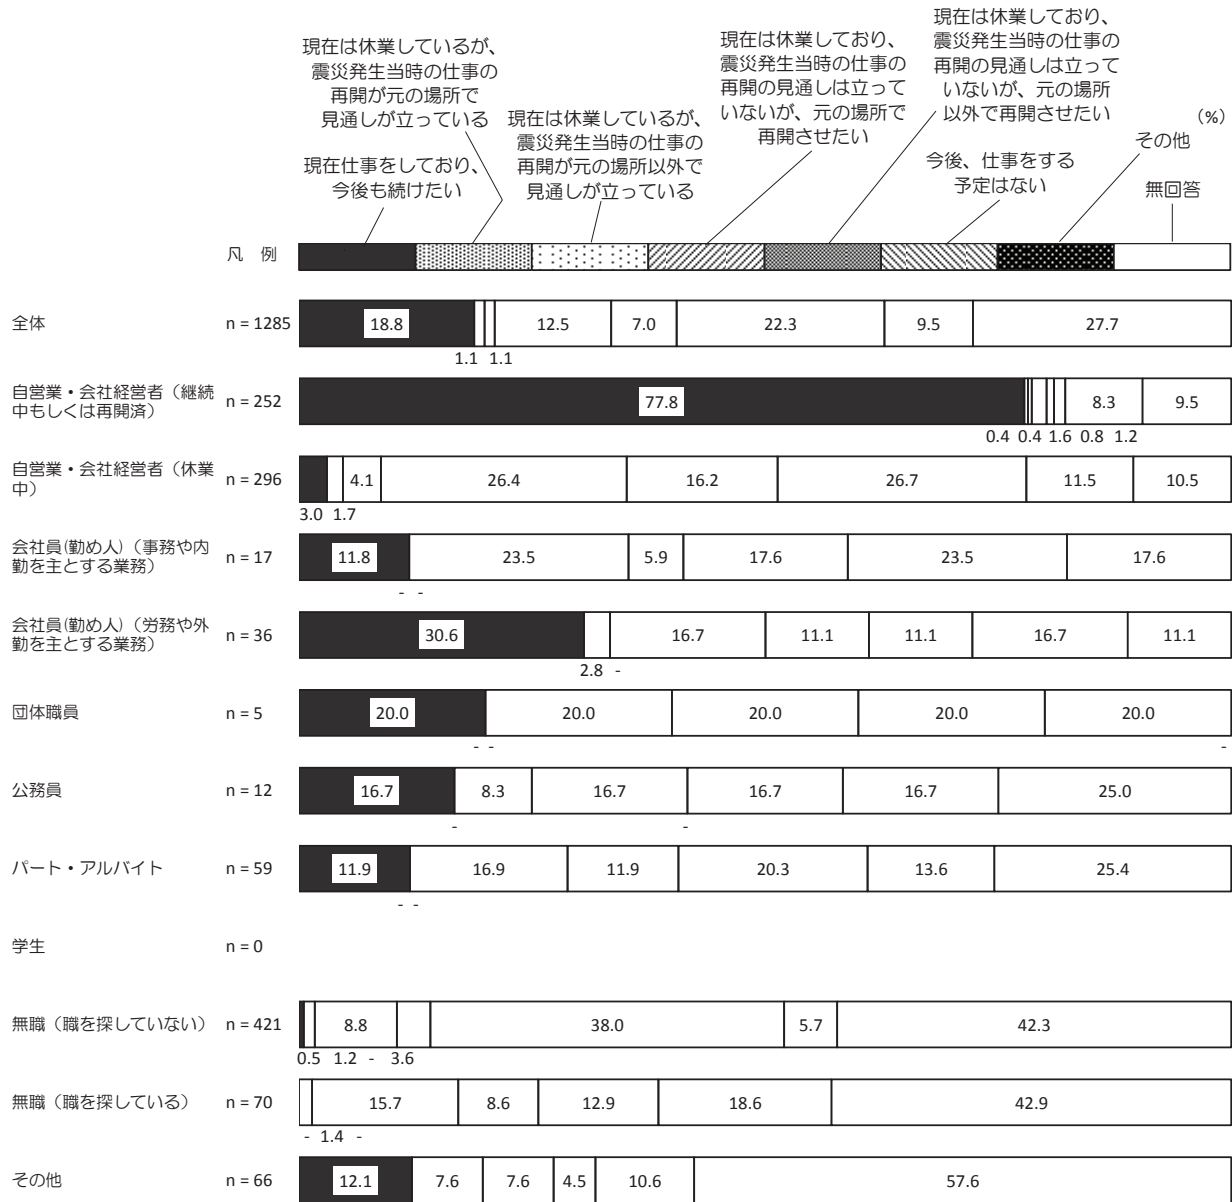 現在は休業しているが、
震災発生当時の仕事の
再開が元の場所で
見通しが立っている
現在仕事をしており、
今後も続けたい
現在は休業しているが、
震災発生当時の仕事の
再開が元の場所以外で
見通しが立っている
現在は休業しており、
震災発生当時の仕事の
再開の見通しは立って
いないが、元の場所で
再開させたい
現在は休業しており、
震災発生当時の仕事の
再開の見通しは立って
いないが、元の場所
以外で再開させたい
今後、仕事をする
予定はない
その他
(%)
無回答
凡 例
全体 n = 1285 18.8 12.5 7.0 22.3 9.5 27.7
1.1 1.1
自営業・会社経営者（継続
中もしくは再開済） n = 252 77.8 8.3 9.5
0.4 0.4 1.6 0.8 1.2
自営業・会社経営者（休業
中） n = 296 4.1 26.4 16.2 26.7 11.5 10.5
3.0 1.7
会社員(勤め人)（事務や内
勤を主とする業務） n = 17 11.8 23.5 5.9 17.6 23.5 17.6
- -
会社員(勤め人)（労務や外
勤を主とする業務） n = 36 30.6 16.7 11.1 11.1 16.7 11.1
2.8 -
団体職員 n = 5 20.0 20.0 20.0 20.0 20.0
- - -
公務員 n = 12 16.7 8.3 16.7 16.7 16.7 25.0
- -
パート・アルバイト n = 59 11.9 16.9 11.9 20.3 13.6 25.4
- -
学生 n = 0
無職（職を探していない） n = 421 8.8 38.0 5.7 42.3
0.5 1.2 - 3.6
無職（職を探している） n = 70 15.7 8.6 12.9 18.6 42.9
- 1.4 -
その他 n = 66 12.1 7.6 7.6 4.5 10.6 57.6